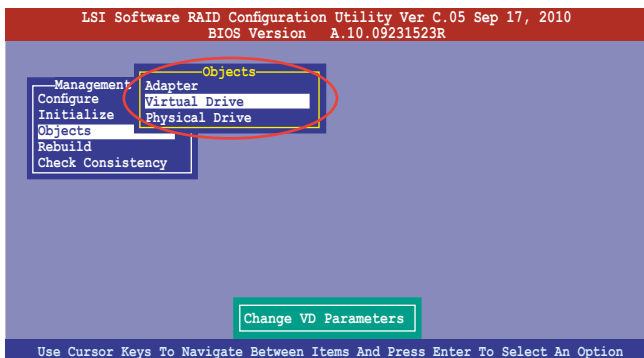 LSI Software RAID Configuration Utility Ver C.05 Sep 17, 2010
BIOS Version A.10.09231523R
Management
Configure
Initialize
Objects
Rebuild
Check Consistency
Objects
Adapter
Virtual Drive
Physical Drive
Change VD Parameters
Use Cursor Keys To Navigate Between Items And Press Enter To Select An Option